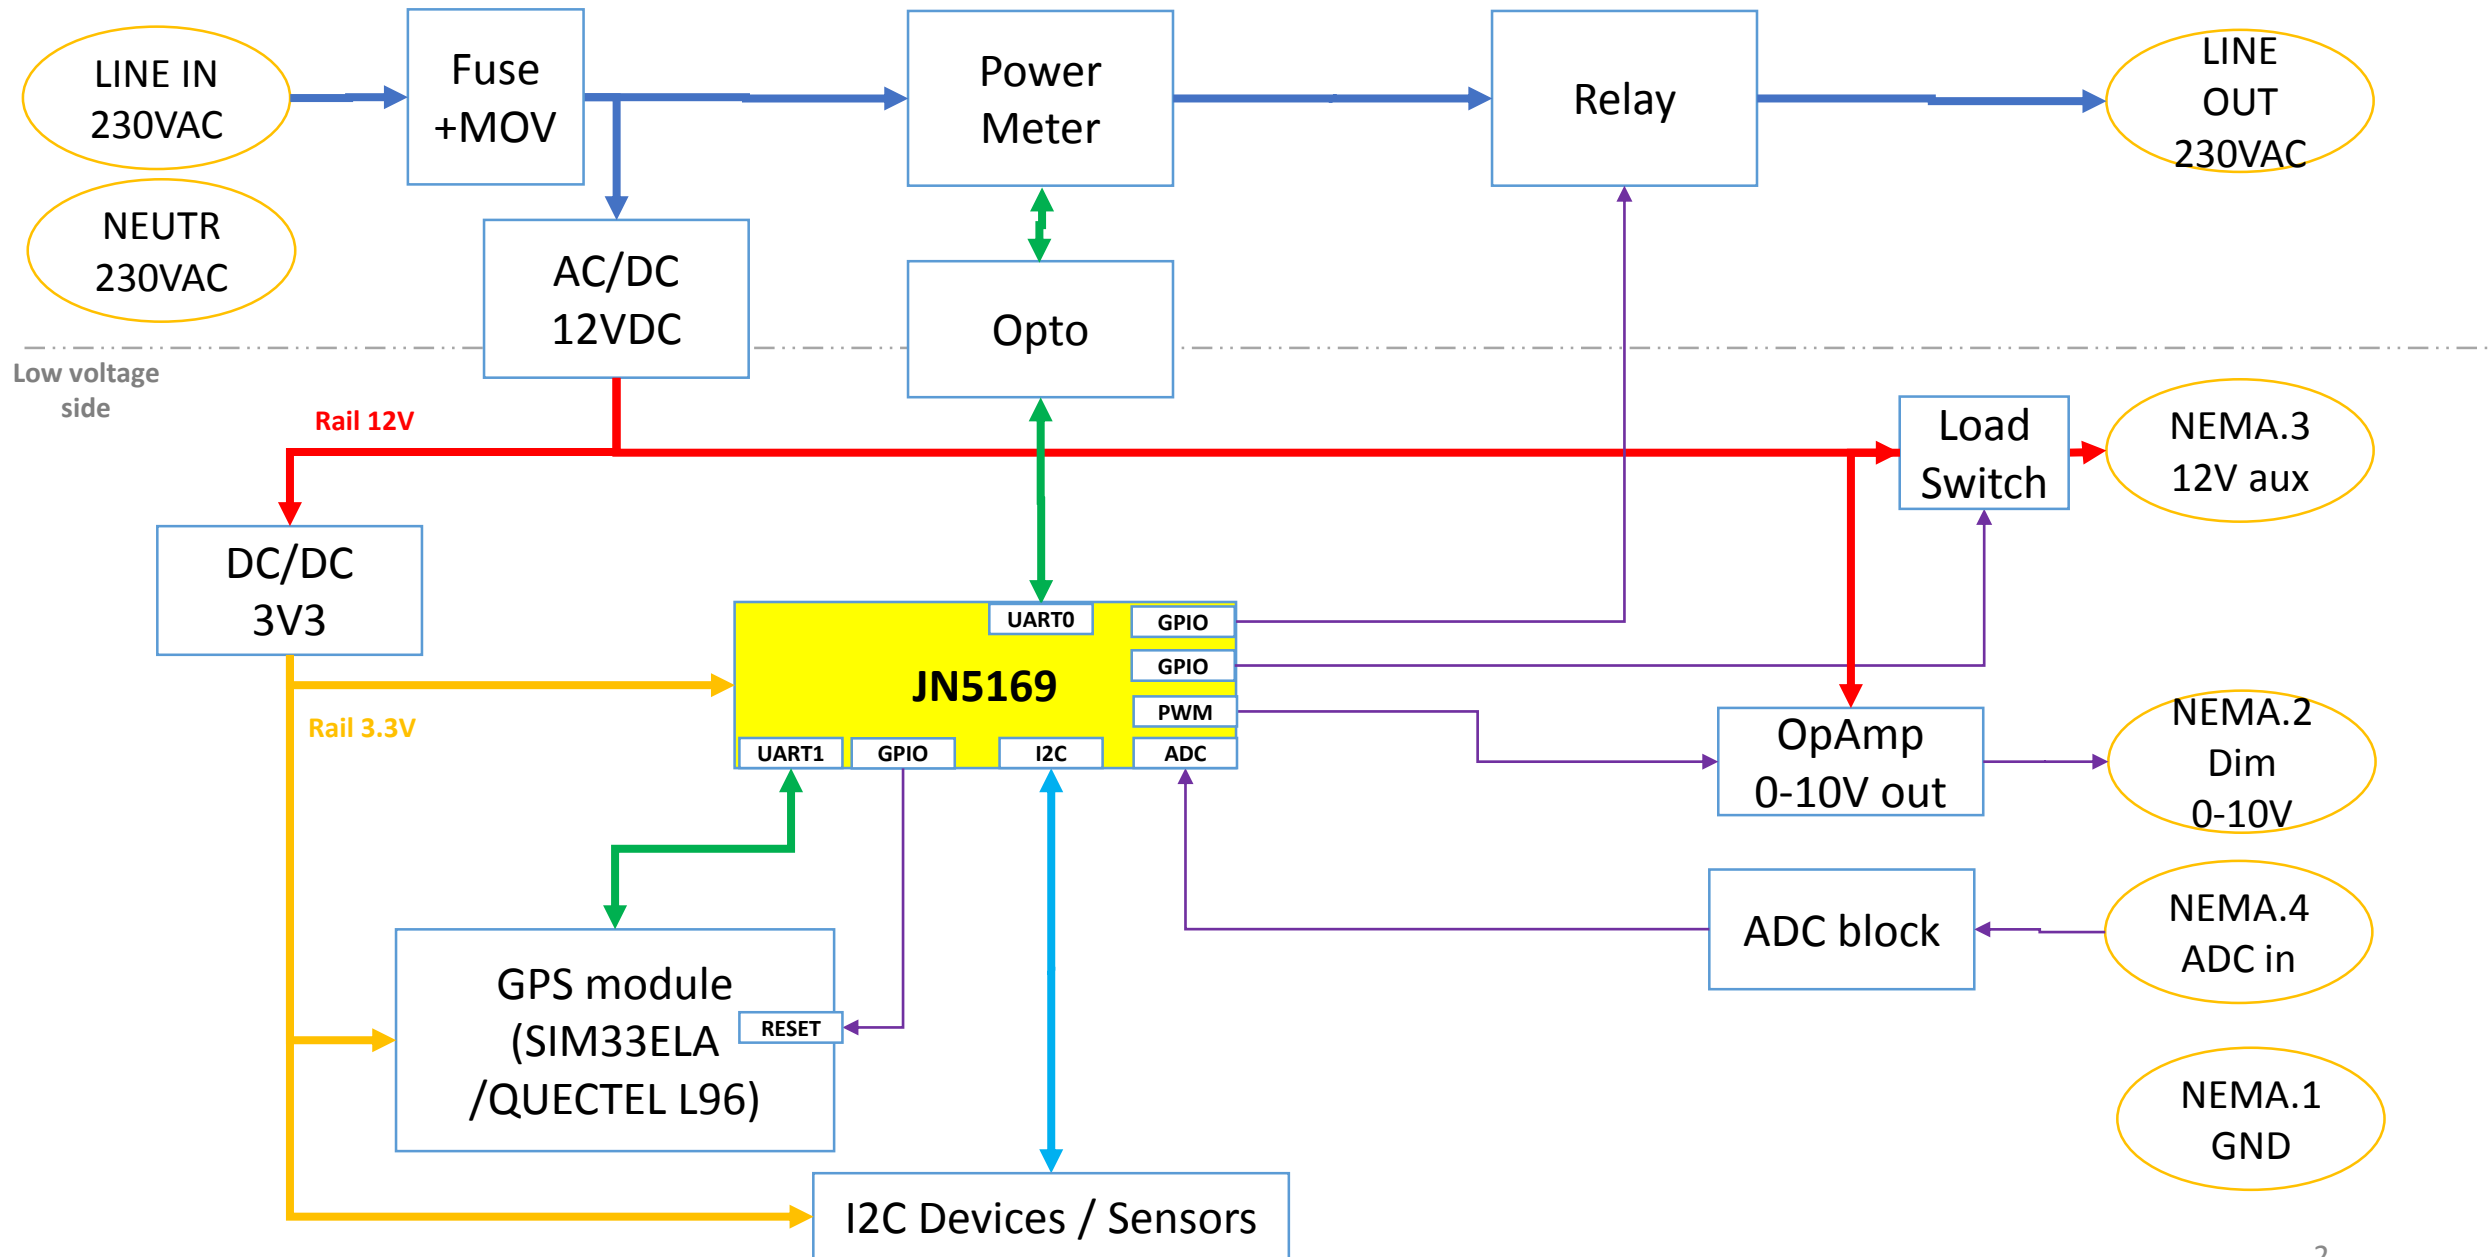 LINE IN
230VAC
Fuse
+MOV
Power
Meter
Relay
LINE
OUT
230VAC
NEUTR
230VAC
AC/DC
12VDC
Opto
Low voltage
side
Rail 12V
Load
Switch
NEMA.3
12V aux
DC/DC
3V3
UART0
GPIO
GPIO
JN5169
PWM
UART1
GPIO
I2C
ADC
Rail 3.3V
OpAmp
0-10V out
NEMA.2
Dim
0-10V
ADC block
NEMA.4
ADC in
GPS module
(SIM33ELA
/QUECTEL L96)
RESET
NEMA.1
GND
I2C Devices / Sensors
2